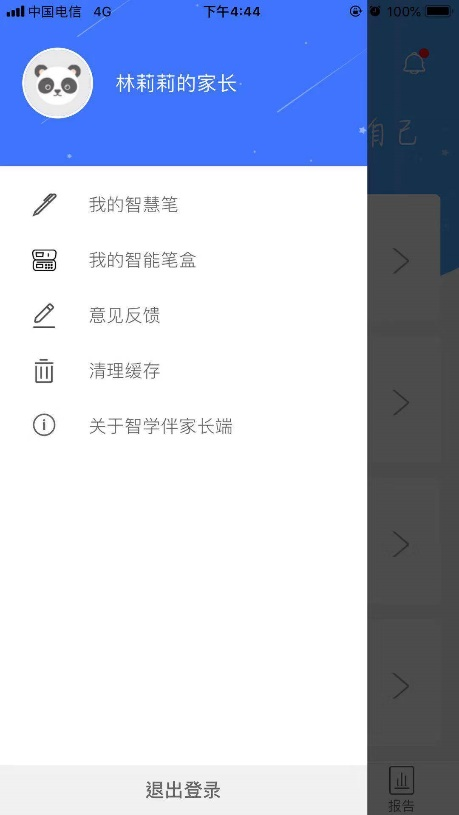 中国电信 4G 下午4:44 100%
林莉莉的家长
自己
我的智慧笔
我的智能笔盒
意见反馈
清理缓存
关于智学伴家长端
退出登录
报告